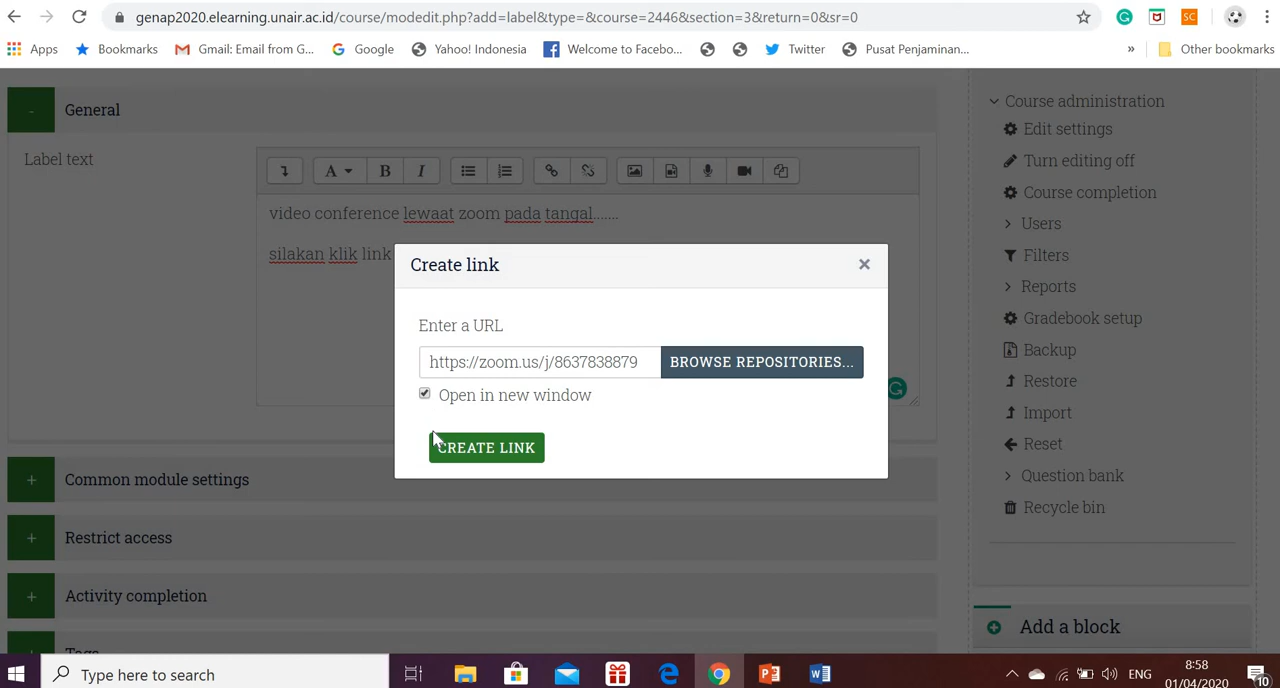 genap2020.elearning.unair.ac.id/course/modedit.php?add=label&type=&course=2446&section=3&return=0&sr=0
SC
Apps Bookmarks Gmail: Email from G... Google Yahoo! Indonesia Welcome to Facebo... Twitter Pusat Penjaminan... » Other bookmarks
- General
Label text
A B I
video conference lewaat zoom pada tangal.......
silakan klik link
Create link
×
Enter a URL
https://zoom.us/j/8637838879 BROWSE REPOSITORIES...
Open in new window
CREATE LINK
+ Common module settings
+ Restrict access
+ Activity completion
+ Tags
Course administration
Edit settings
Turn editing off
Course completion
Users
Filters
Reports
Gradebook setup
Backup
Restore
Import
Reset
Question bank
Recycle bin
Add a block
Type here to search
ENG
8:58
01/04/2020
10